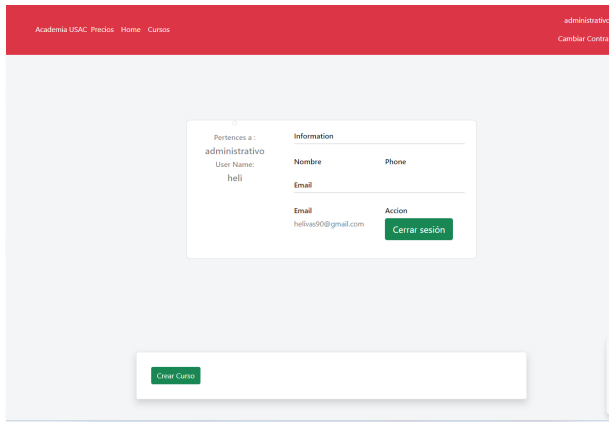 Academia USAC Precios Home Cursos
administrativo
Cambiar Contra
Pertences a :
administrativo
User Name:
heli
Information
Nombre Phone
Email
Email Accion
helivas90@gmail.com Cerrar sesión
Crear Curso